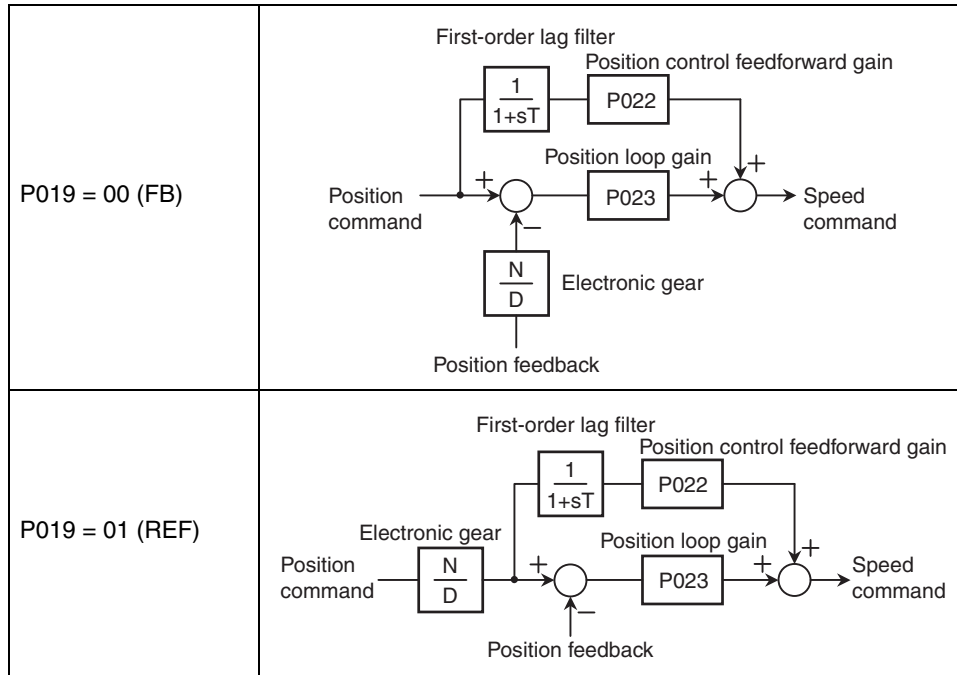 P019 = 00 (FB)
First-order lag filter
Position control feedforward gain
1
1+sT
P022
Position loop gain
+
+
+
Position
command
P023
Speed
command
−
N
D
Electronic gear
Position feedback
P019 = 01 (REF)
First-order lag filter
Position control feedforward gain
1
1+sT
P022
Electronic gear
Position loop gain
+
+
+
Position
command
N
D
P023
Speed
command
−
Position feedback